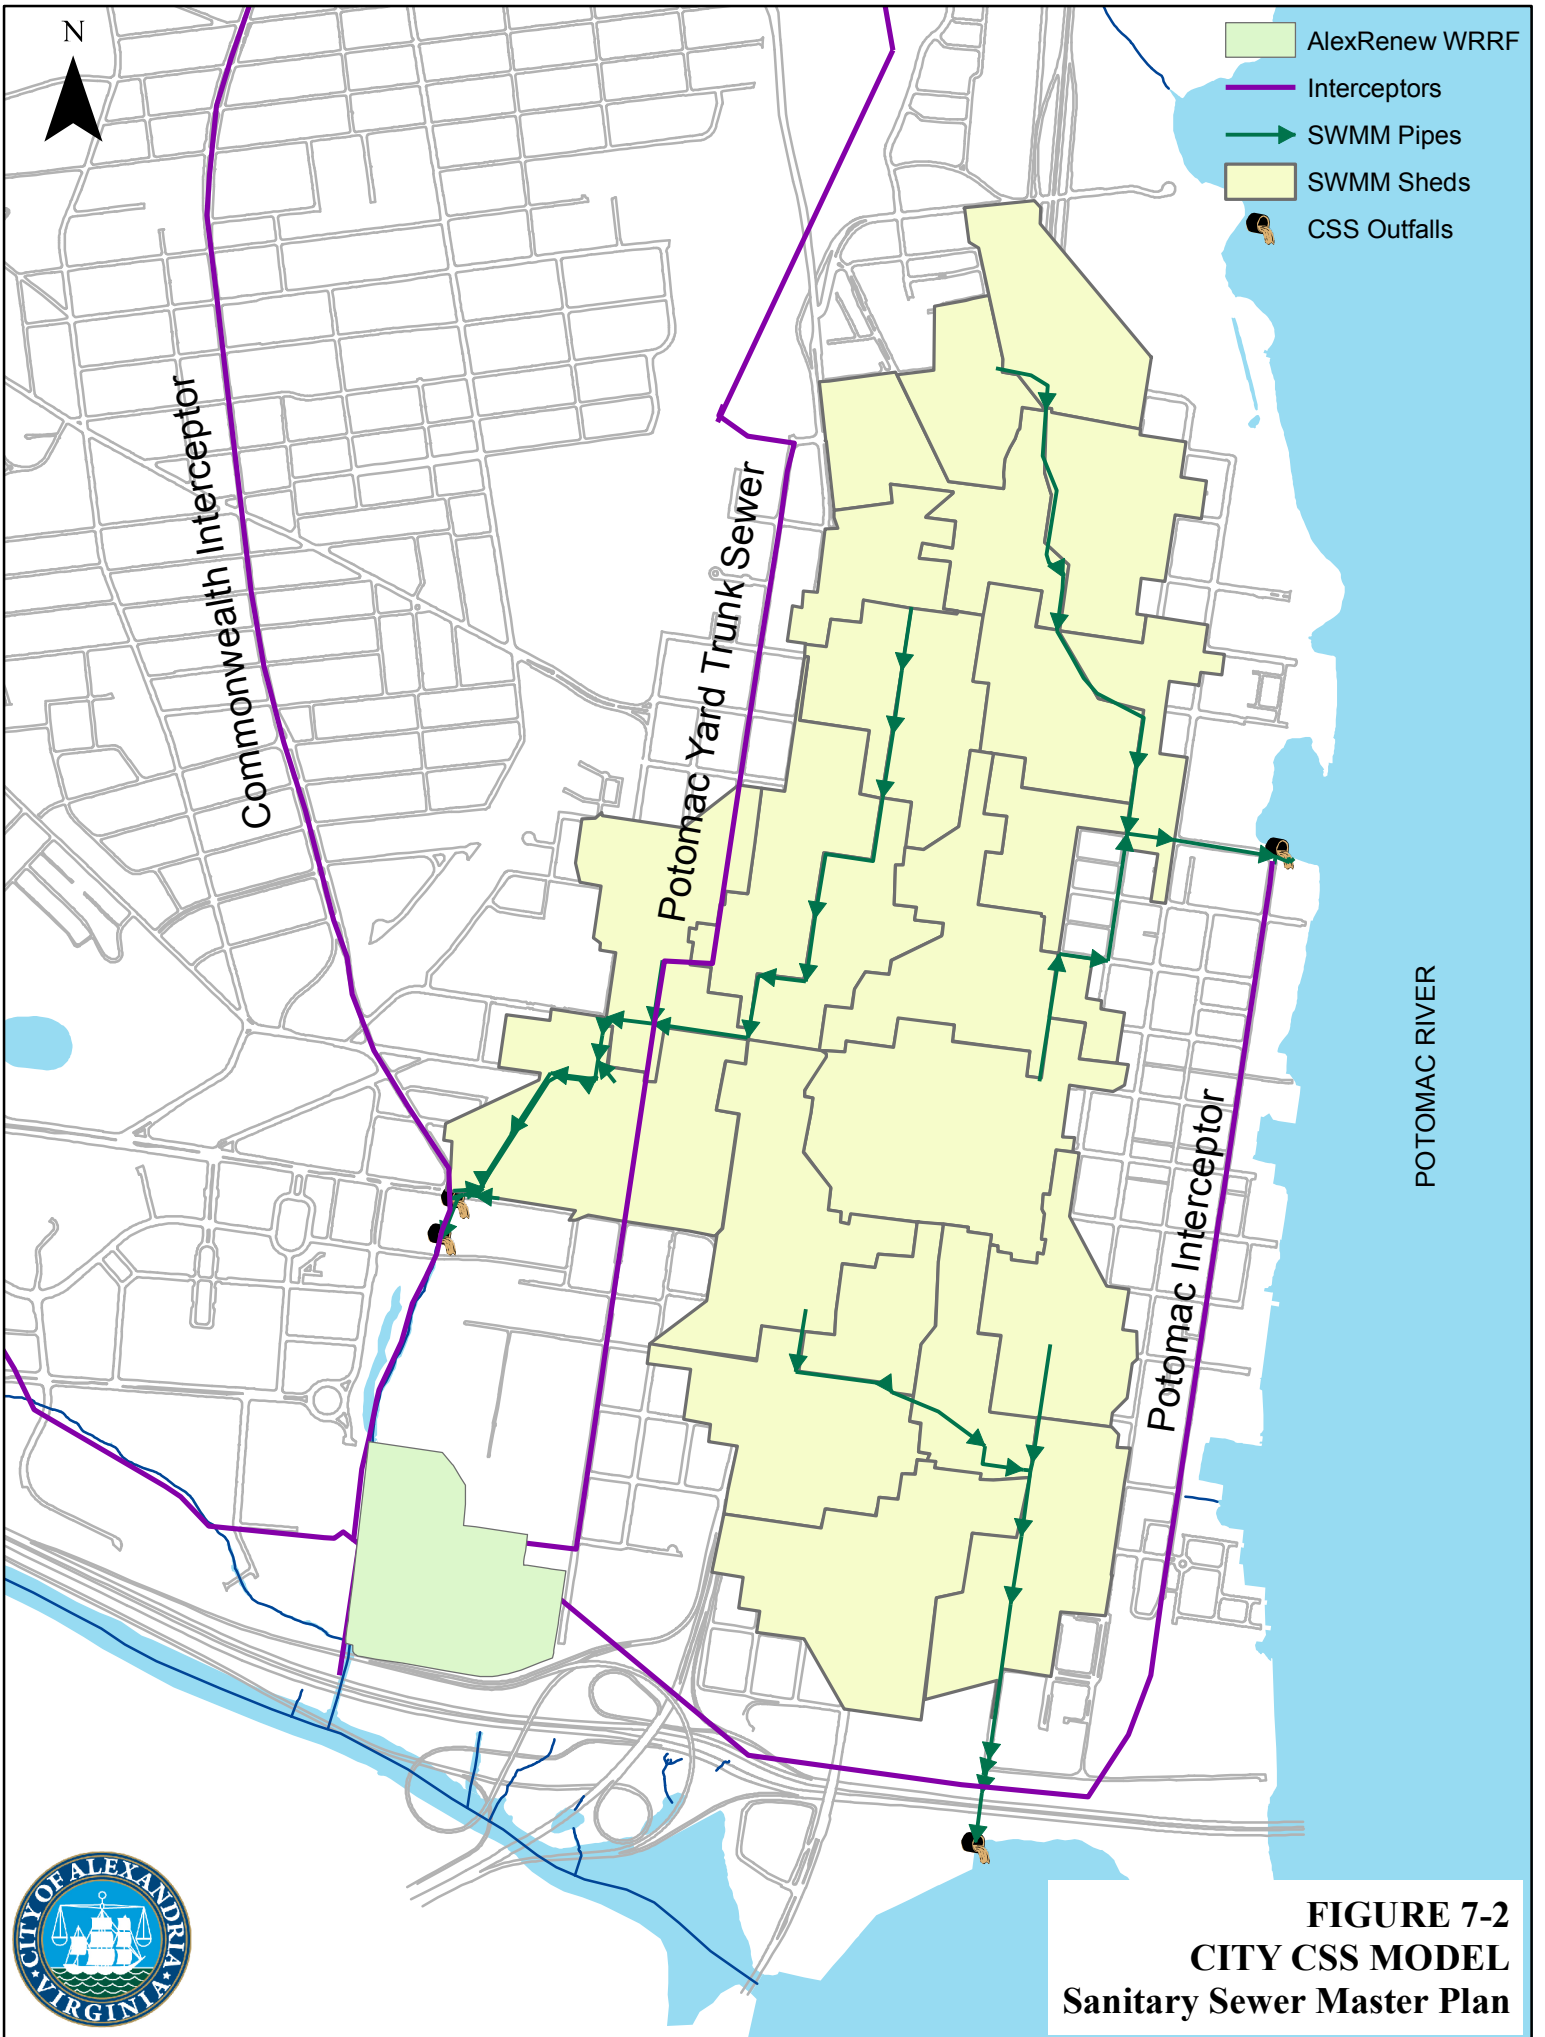 N
AlexRenew WRRF
Interceptors
SWMM Pipes
SWMM Sheds
CSS Outfalls
Commonwealth Interceptor
Potomac Yard Trunk Sewer
Potomac Interceptor
POTOMAC RIVER
CITY OF ALEXANDRIA
VIRGINIA
FIGURE 7-2
CITY CSS MODEL
Sanitary Sewer Master Plan